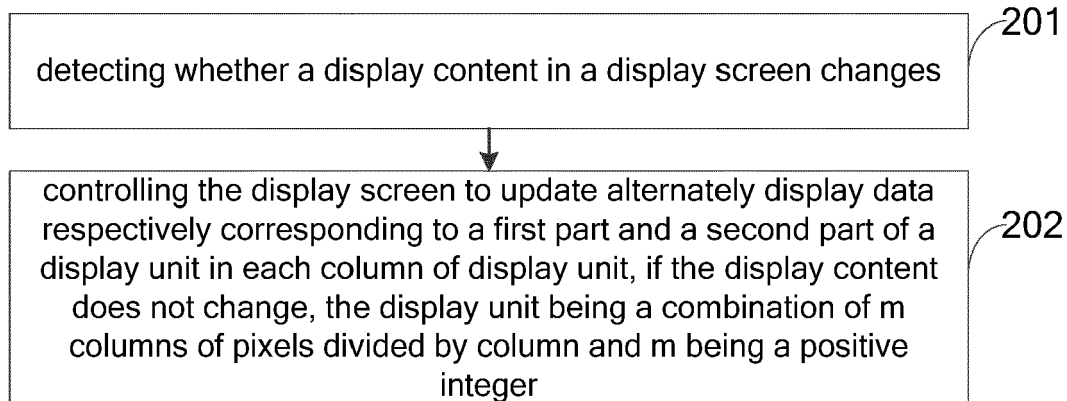 201
detecting whether a display content in a display screen changes
controlling the display screen to update alternately display data
respectively corresponding to a first part and a second part of a
display unit in each column of display unit, if the display content
does not change, the display unit being a combination of m
columns of pixels divided by column and m being a positive
integer
202